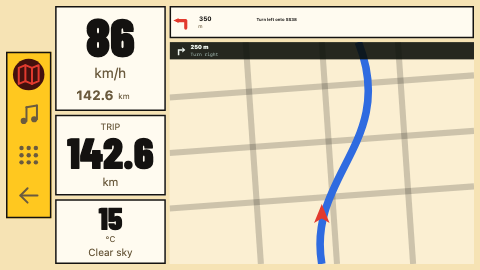 86
km/h
142.6 km
TRIP
142.6
km
15
°C
Clear sky
350
m
Turn left onto SS36
250 m
Turn right